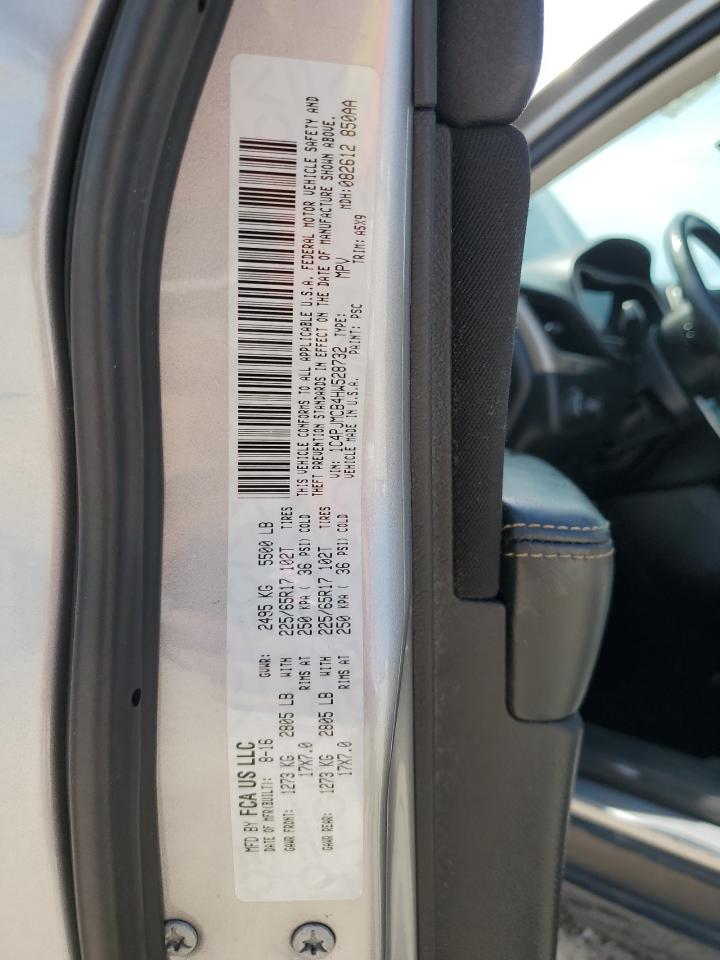 MFD BY FCA US LLC
DATE OF MFR(BUILT): 8-16 GVWR: 2495 KG 5500 LB
GAWR FRONT: 1273 KG 2805 LB WITH 225/65R17 102T TIRES
17X7.0 RIMS AT 250 KPA ( 36 PSI) COLD
GAWR REAR: 1273 KG 2805 LB WITH 225/65R17 102T TIRES
17X7.0 RIMS AT 250 KPA ( 36 PSI) COLD
THIS VEHICLE CONFORMS TO ALL APPLICABLE U.S.A. FEDERAL MOTOR VEHICLE SAFETY AND
THEFT PREVENTION STANDARDS IN EFFECT ON THE DATE OF MANUFACTURE SHOWN ABOVE.
VIN: 1C4PJMCB4HW528732 TYPE: MPV MDH:082612 850AA
VEHICLE MADE IN U.S.A. PAINT: PSC TRIM: A5X9